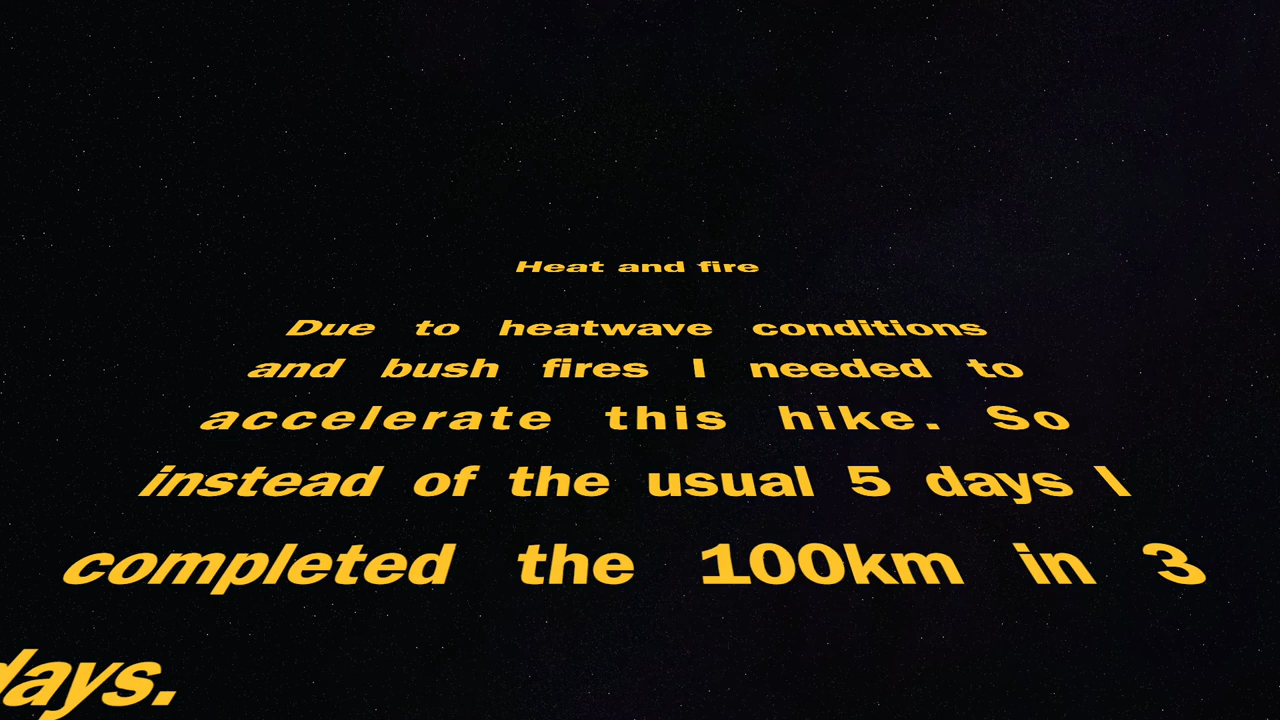 Heat and fire
Due to heatwave conditions
and bush fires I needed to
accelerate this hike. So
instead of the usual 5 days I
completed the 100km in 3
days.